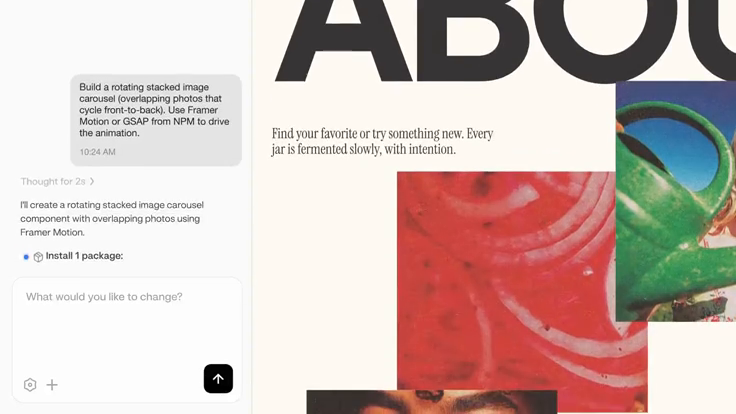 Build a rotating stacked image
carousel (overlapping photos that
cycle front-to-back). Use Framer
Motion or GSAP from NPM to drive
the animation.
10:24 AM
Thought for 2s
I'll create a rotating stacked image carousel
component with overlapping photos using
Framer Motion.
Install 1 package:
What would you like to change?
ABOU
Find your favorite or try something new. Every
jar is fermented slowly, with intention.